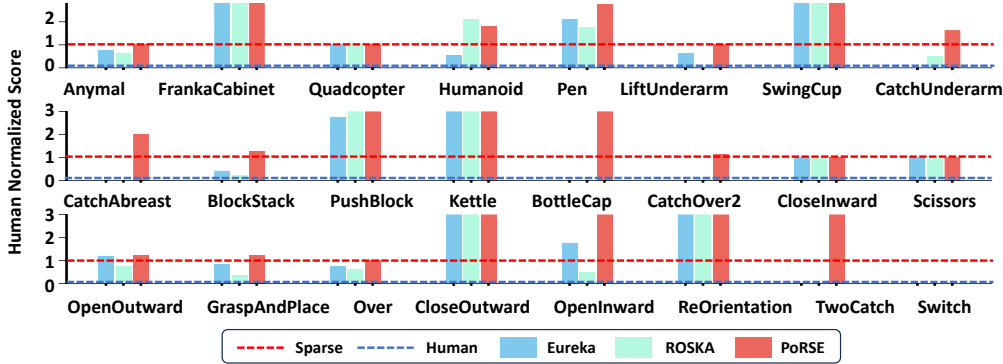 Human Normalized Score
2
1
0
Anymal FrankaCabinet Quadcopter Humanoid Pen LiftUnderarm SwingCup CatchUnderarm
3
2
1
0
CatchAbreast BlockStack PushBlock Kettle BottleCap CatchOver2 CloseInward Scissors
3
2
1
0
OpenOutward GraspAndPlace Over CloseOutward OpenInward ReOrientation TwoCatch Switch
Sparse Human Eureka ROSKA PoRSE